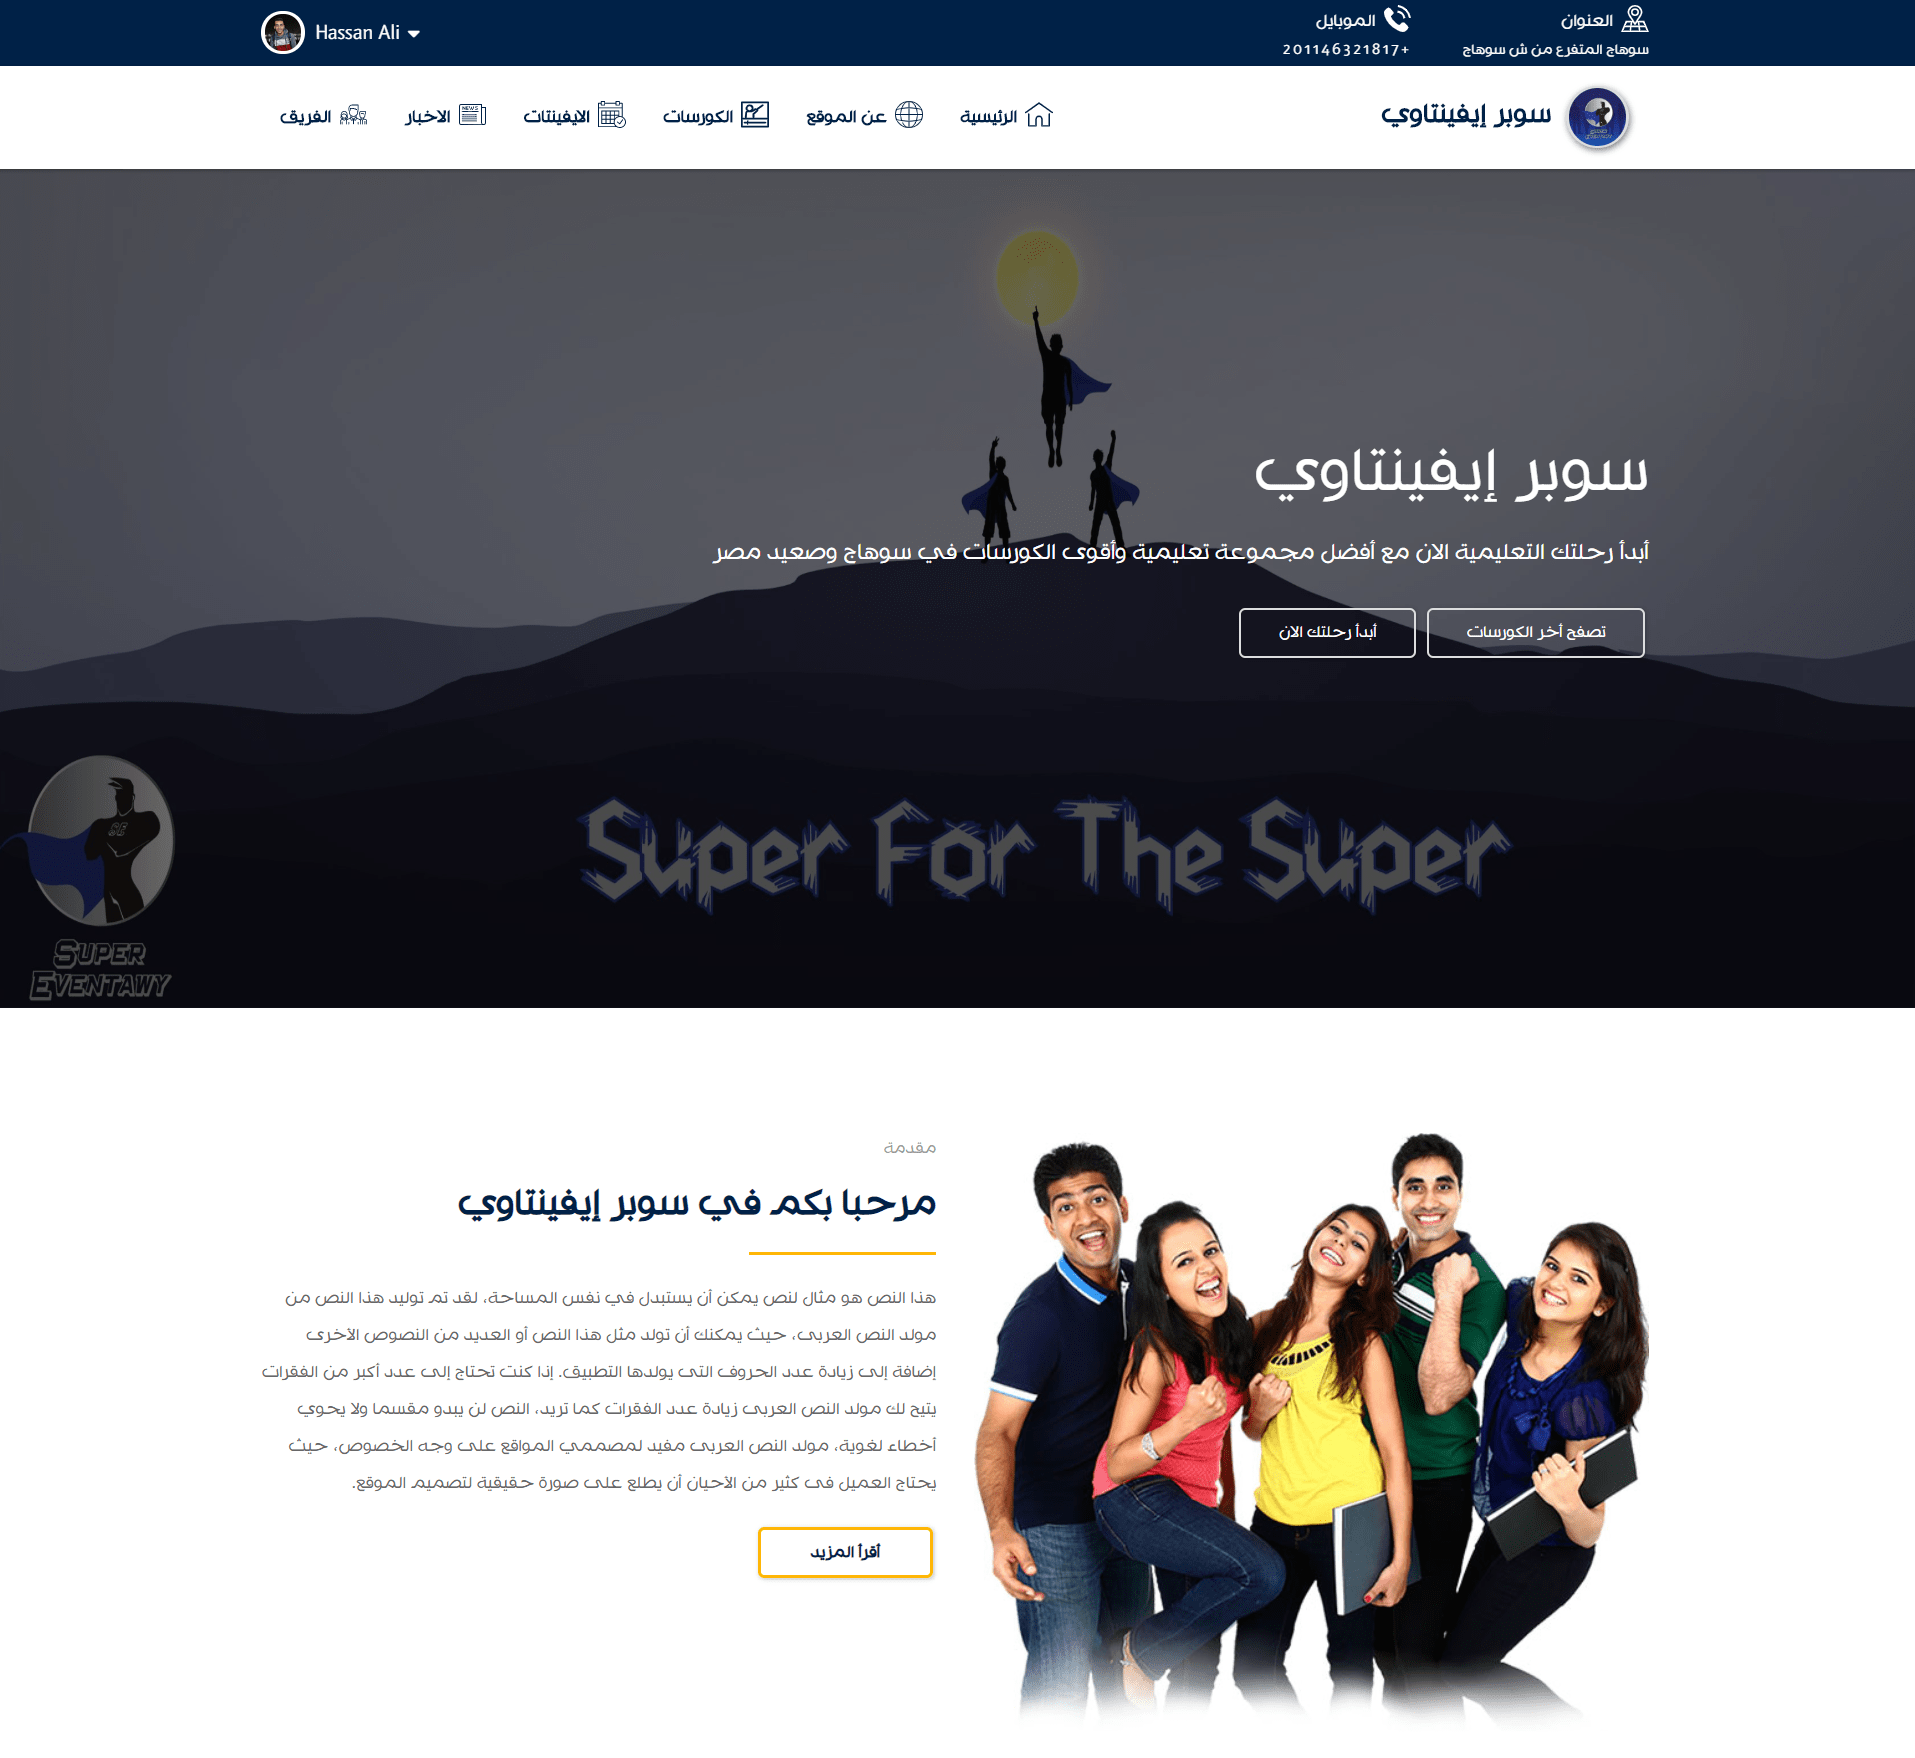 العنوان
سوهاج المتفرع من ش سوهاج
الموبايل
201146321817+
Hassan Ali
سوبر إيفينتاوي
الرئيسية
عن الموقع
الكورسات
الايفينتات
الاخبار
NEWS
الفريق
سوبر إيفينتاوي
أبدأ رحلتك التعليمية الان مع أفضل مجموعة تعليمية وأقوى الكورسات في سوهاج وصعيد مصر
تصفح أخر الكورسات
أبدأ رحلتك الان
Super For The Super
SE
SUPER
EVENTAWY
مقدمة
مرحبا بكم في سوبر إيفينتاوي
هذا النص هو مثال لنص يمكن أن يستبدل في نفس المساحة، لقد تم توليد هذا النص من
مولد النص العربى، حيث يمكنك أن تولد مثل هذا النص أو العديد من النصوص الأخرى
إضافة إلى زيادة عدد الحروف التى يولدها التطبيق. إذا كنت تحتاج إلى عدد أكبر من الفقرات
يتيح لك مولد النص العربى زيادة عدد الفقرات كما تريد، النص لن يبدو مقسما ولا يحوي
أخطاء لغوية، مولد النص العربى مفيد لمصممي المواقع على وجه الخصوص، حيث
يحتاج العميل فى كثير من الأحيان أن يطلع على صورة حقيقية لتصميم الموقع.
أقرأ المزيد